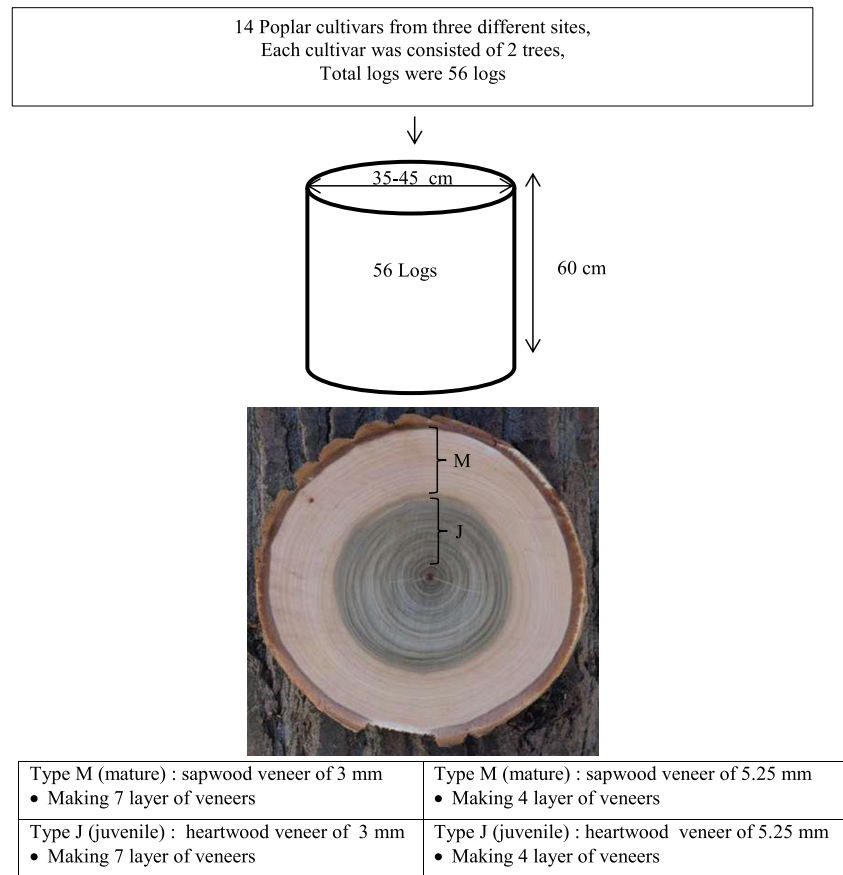 14 Poplar cultivars from three different sites,
Each cultivar was consisted of 2 trees,
Total logs were 56 logs
35-45 cm
56 Logs
60 cm
M
J
Type M (mature) : sapwood veneer of 3 mm
• Making 7 layer of veneers
Type M (mature) : sapwood veneer of 5.25 mm
• Making 4 layer of veneers
Type J (juvenile) : heartwood veneer of 3 mm
• Making 7 layer of veneers
Type J (juvenile) : heartwood veneer of 5.25 mm
• Making 4 layer of veneers